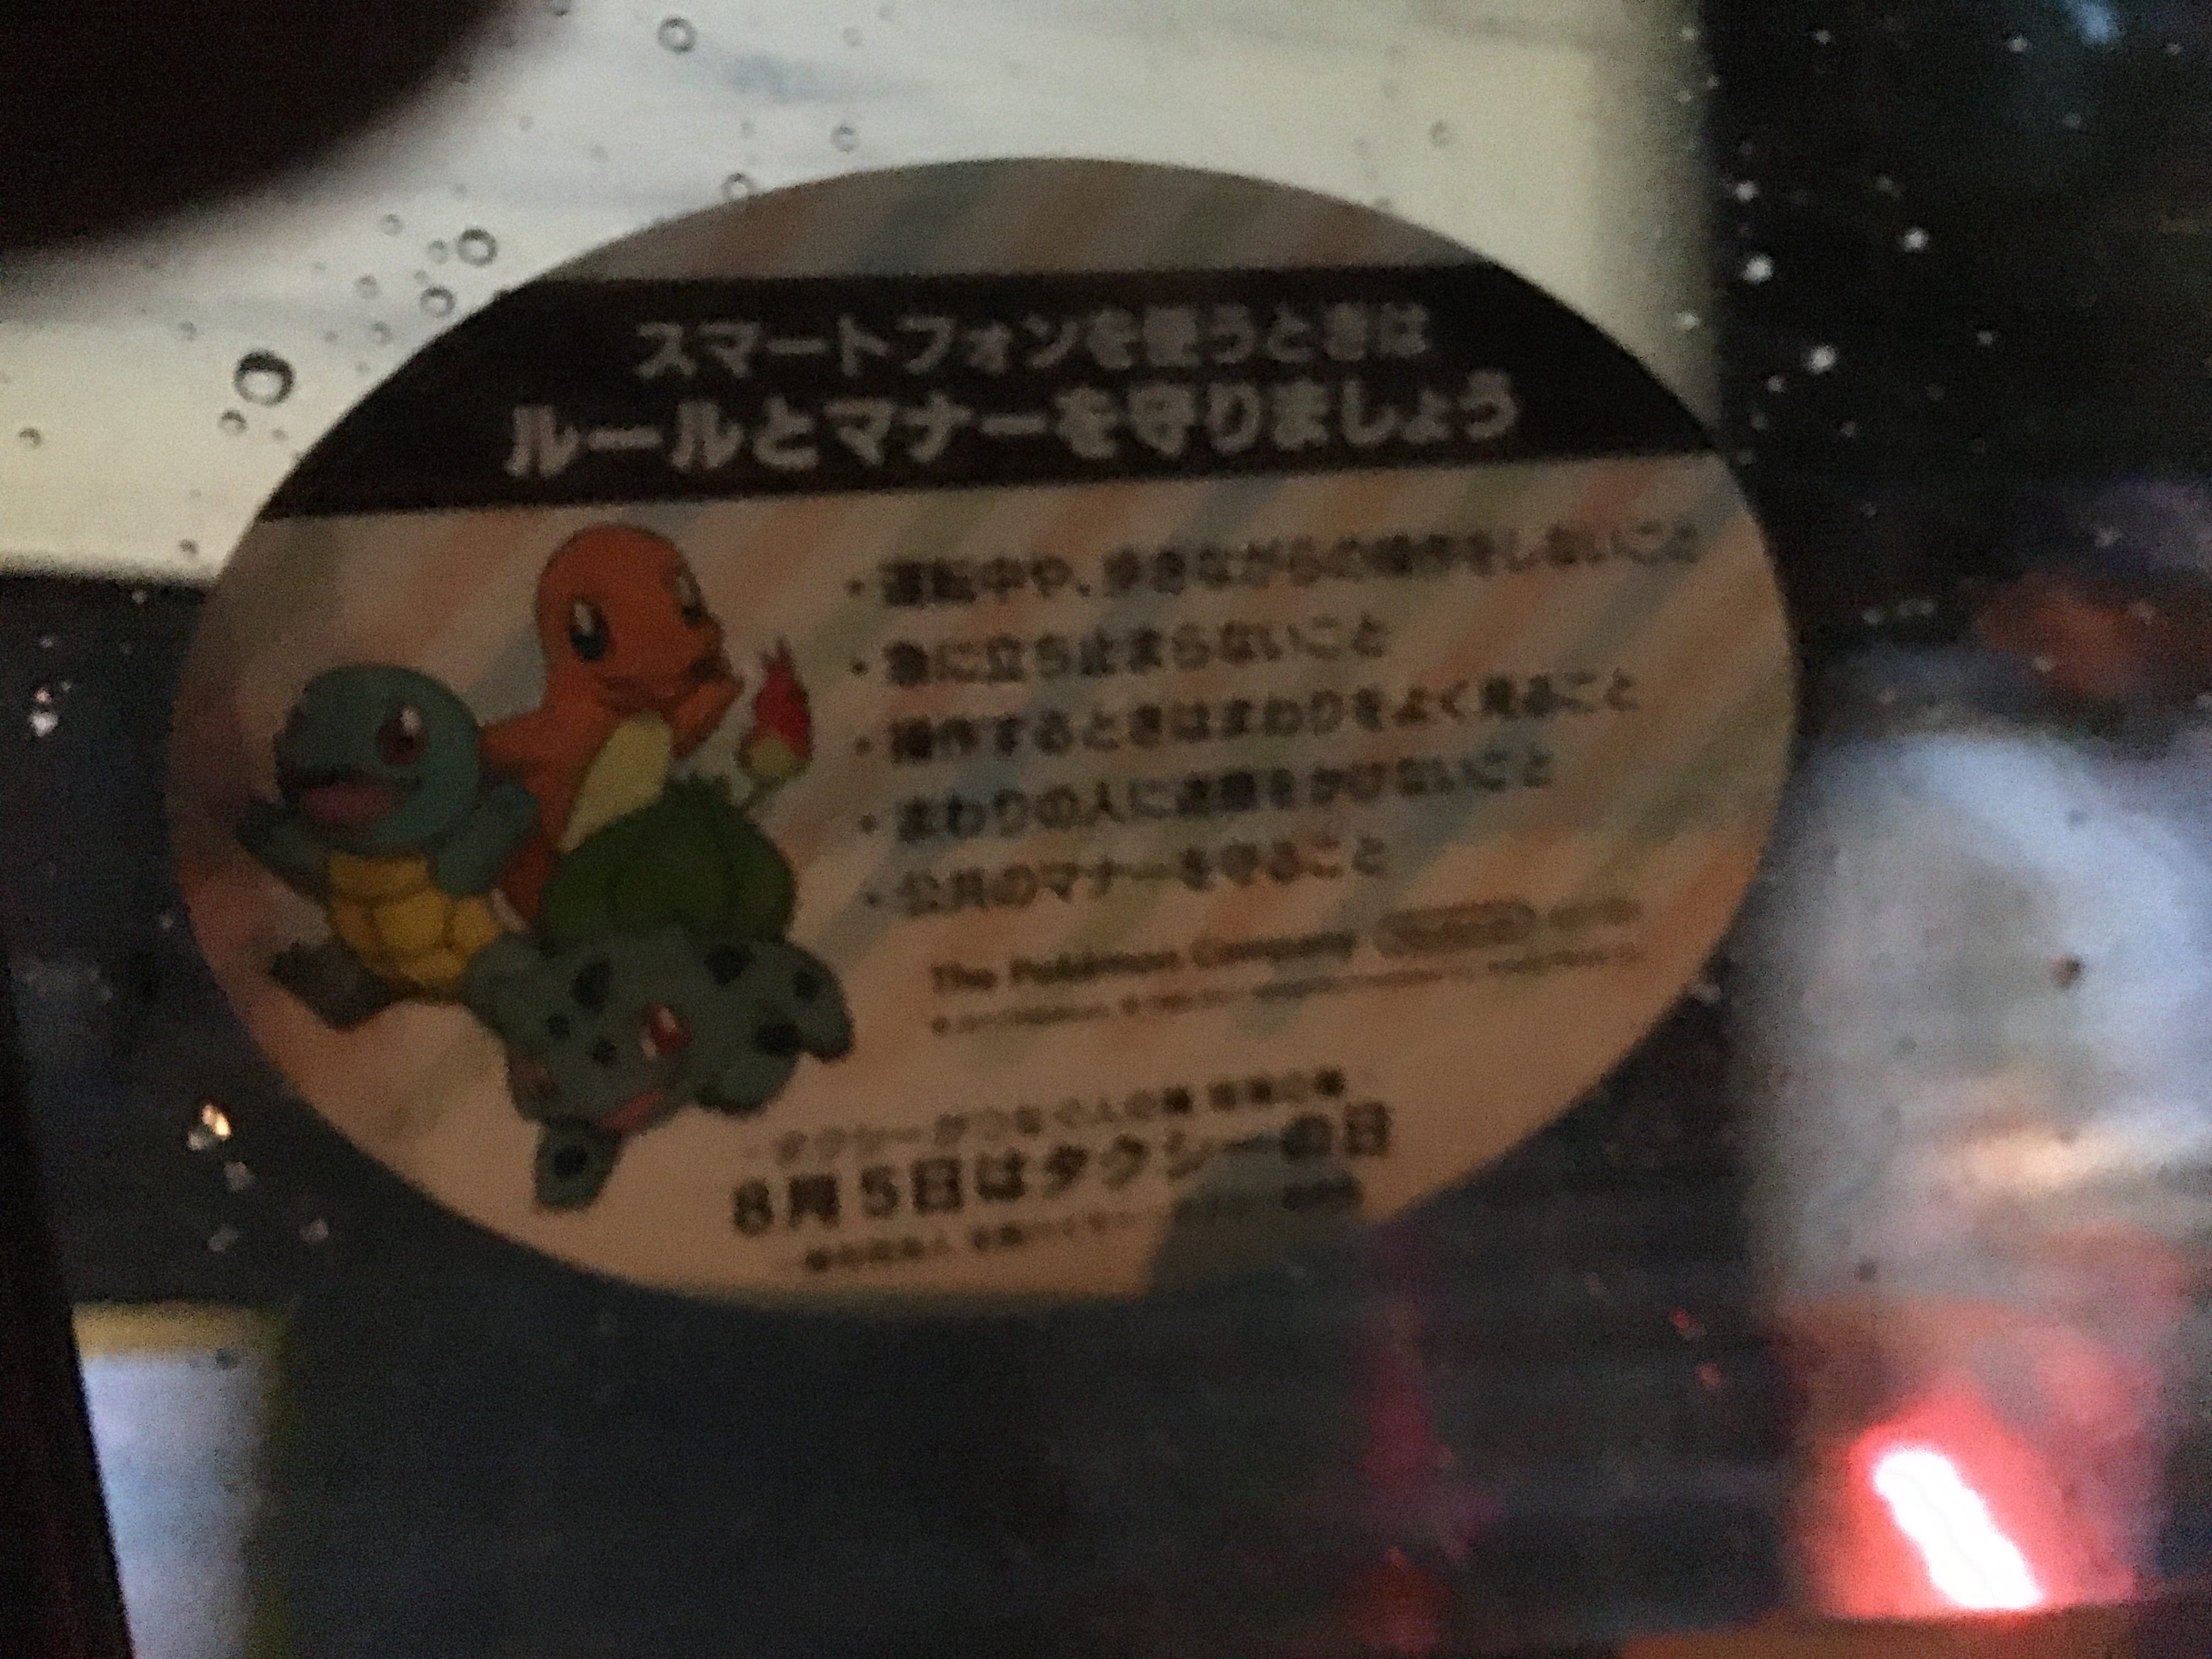 スマートフォンを使うときは
ルールとマナーを守りましょう
・運転中や、歩きながらの操作をしないこと
・急に立ち止まらないこと
・操作するときはまわりをよく見ること
・まわりの人に迷惑をかけないこと
・公共のマナーを守ること
The Pokémon Company Nintendo
8月5日はタクシーの日